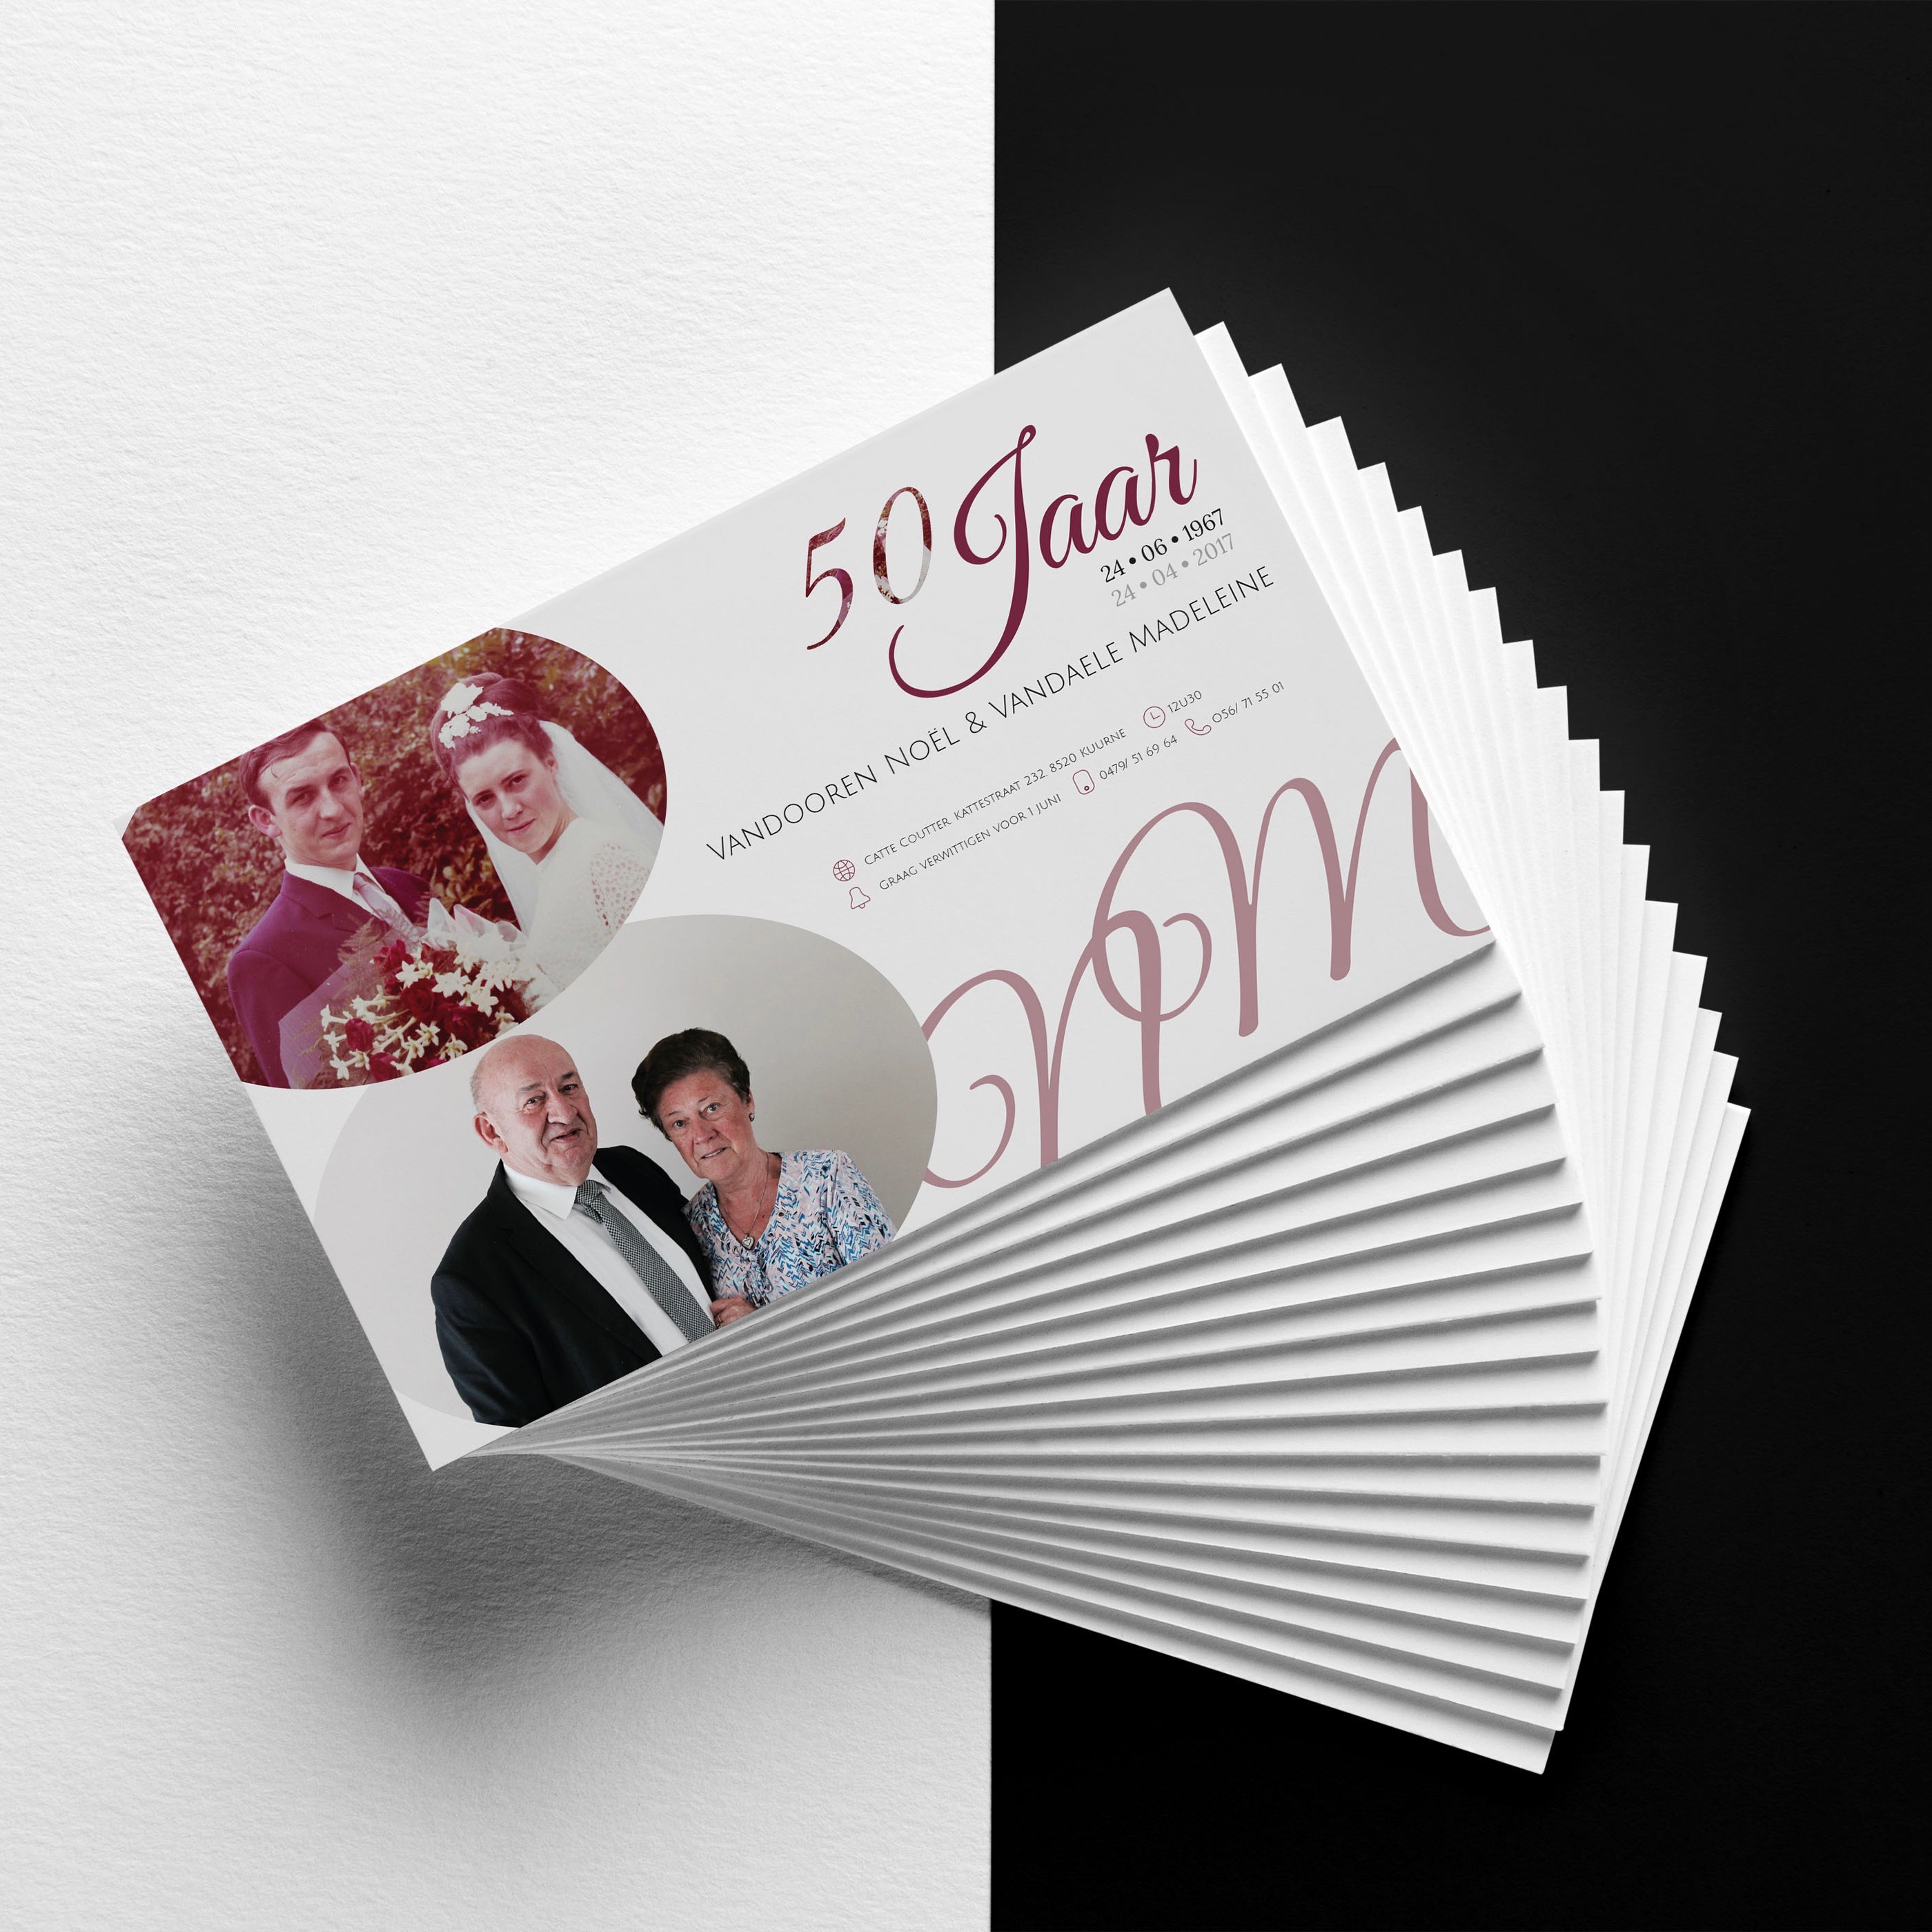 50 Jaar
24 • 06 • 1967
24 • 04 • 2017
VANDOOREN NOËL & VANDAELE MADELEINE
CATTE COUTTER. KATTESTRAAT 232. 8520 KUURNE 12U30
GRAAG VERWITTIGEN VOOR 1 JUNI 0479/ 51 69 64 056/ 71 55 01
NM